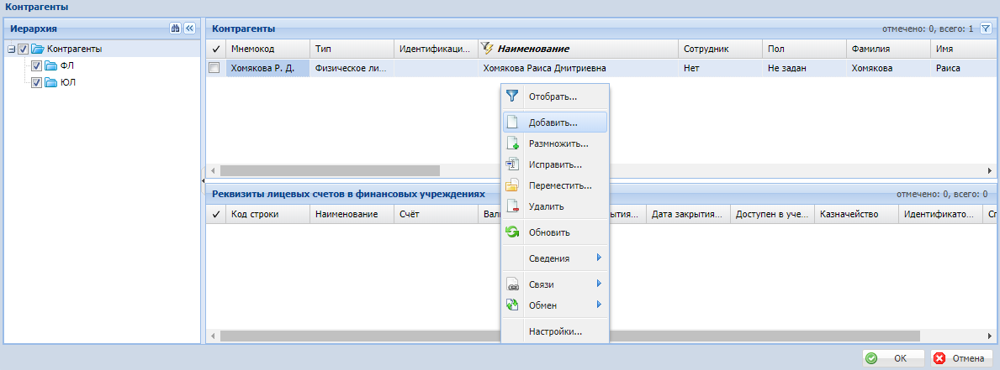 Контрагенты
Иерархия
Контрагенты
ФЛ
ЮЛ
Контрагенты
отмечено: 0, всего: 1
Мнемокод Тип Идентификаци... Наименование Сотрудник Пол Фамилия Имя
Хомякова Р. Д. Физическое ли... Хомякова Раиса Дмитриевна Нет Не задан Хомякова Раиса
Отобрать...
Добавить...
Размножить...
Исправить...
Переместить...
Удалить
Обновить
Сведения
Связи
Обмен
Настройки...
Реквизиты лицевых счетов в финансовых учреждениях
отмечено: 0, всего: 0
Код строки Наименование Счёт Вал ытия... Дата закрытия... Доступен в уче... Казначейство Идентификато... Сп
ОК Отмена